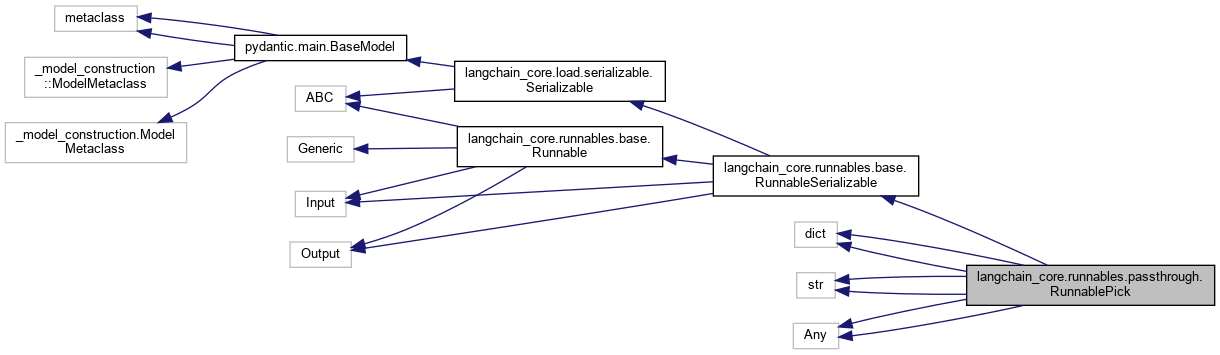 metaclass
pydantic.main.BaseModel
_model_construction
::ModelMetaclass
_model_construction.Model
Metaclass
langchain_core.load.serializable.
Serializable
ABC
Generic
langchain_core.runnables.base.
Runnable
Input
Output
langchain_core.runnables.base.
RunnableSerializable
dict
str
Any
langchain_core.runnables.passthrough.
RunnablePick